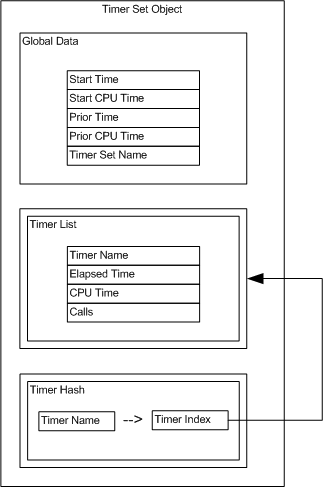 Timer Set Object
Global Data
Start Time
Start CPU Time
Prior Time
Prior CPU Time
Timer Set Name
Timer List
Timer Name
Elapsed Time
CPU Time
Calls
Timer Hash
Timer Name --> Timer Index